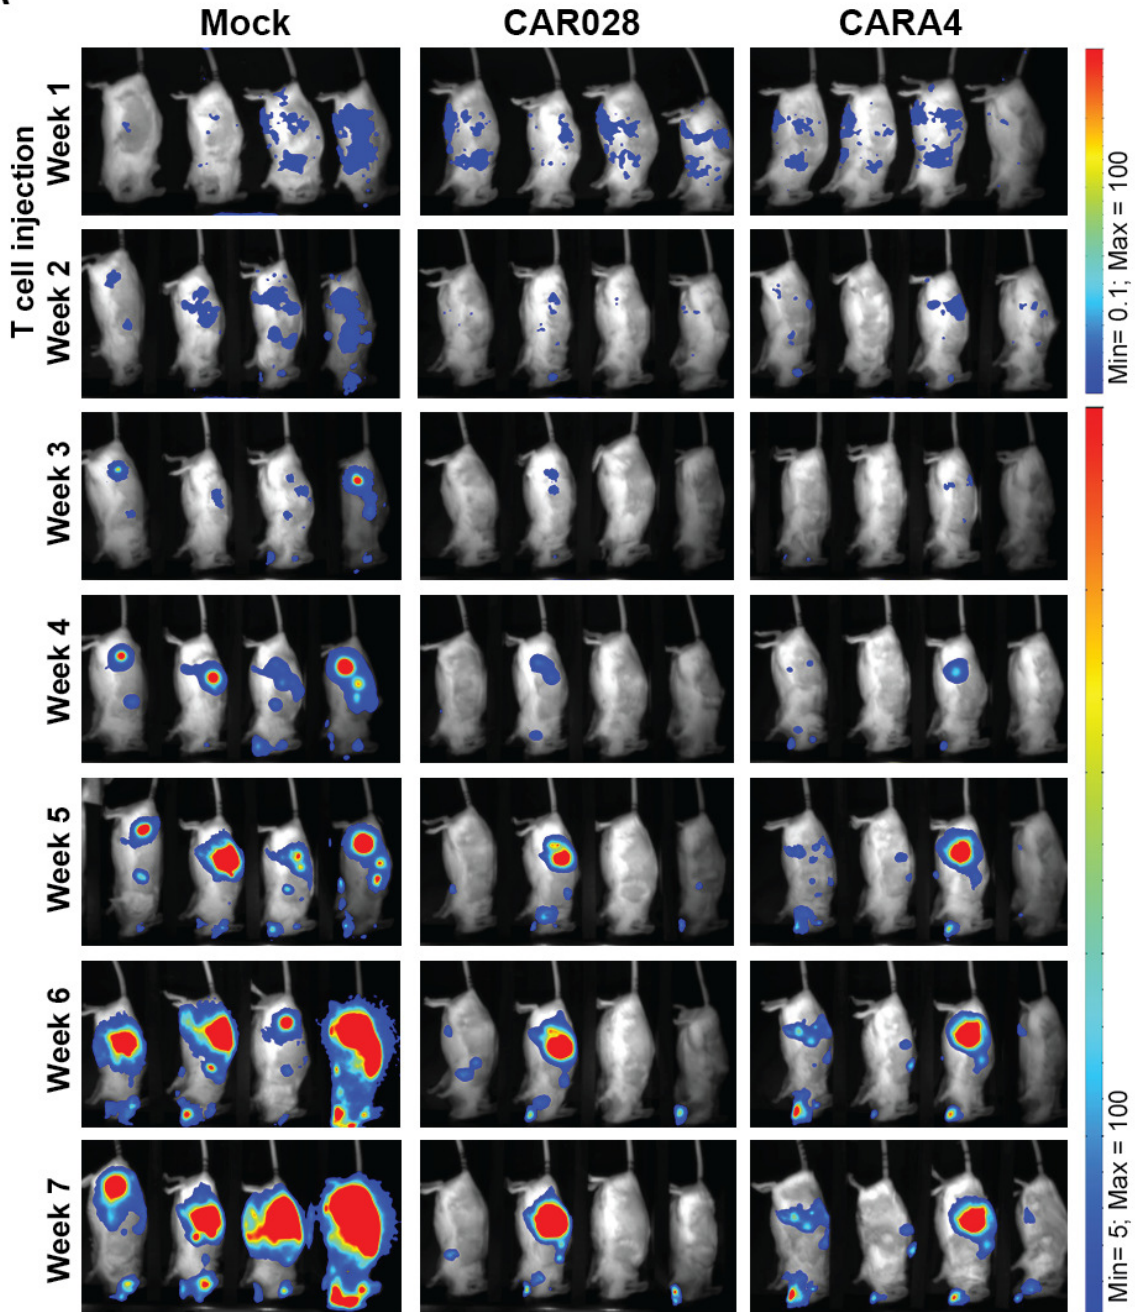 Mock CAR028 CARA4
T cell injection
Week 1
Week 2
Week 3
Week 4
Week 5
Week 6
Week 7
Min= 0.1; Max = 100
Min= 5; Max = 100